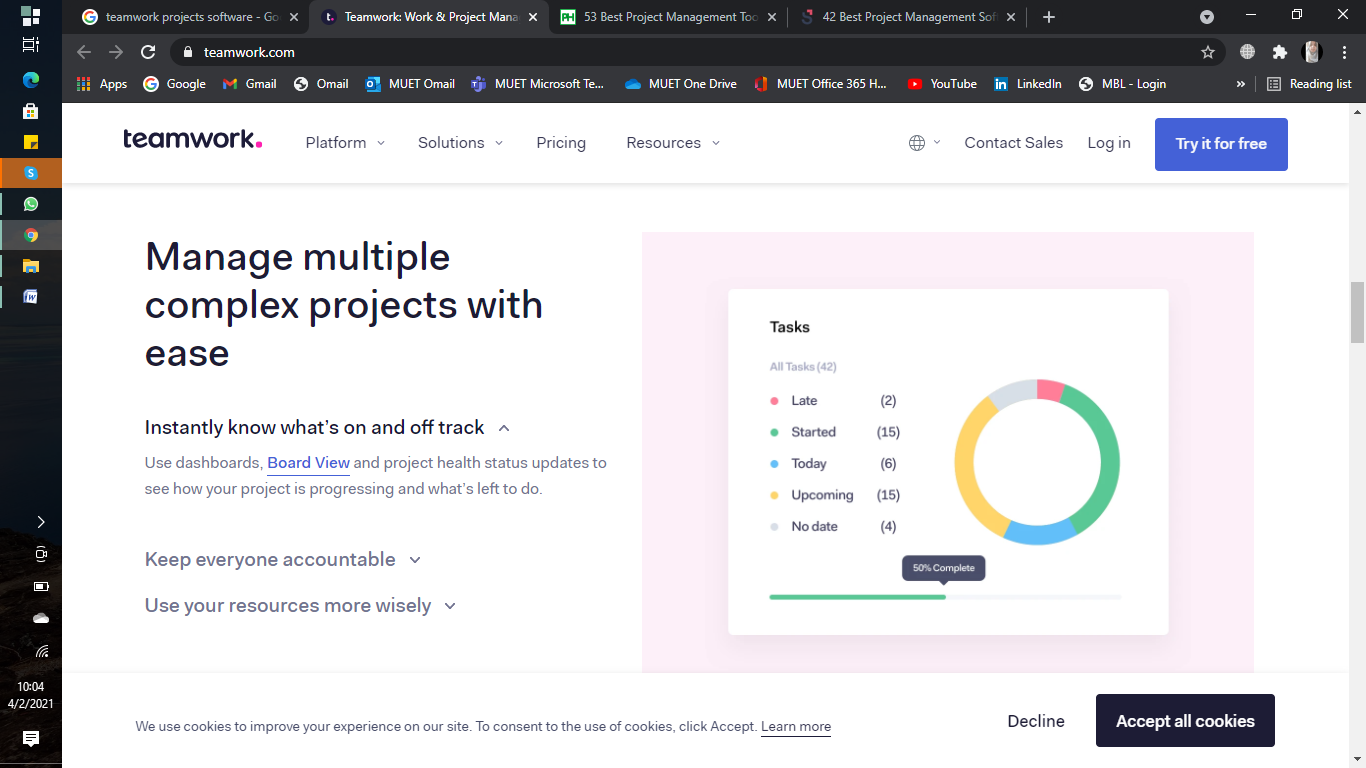 teamwork projects software - Go
Teamwork: Work & Project Mana
53 Best Project Management Too
42 Best Project Management Sof
teamwork.com
Apps
Google
Gmail
Omail
MUET Omail
MUET Microsoft Te...
MUET One Drive
MUET Office 365 H...
YouTube
LinkedIn
MBL - Login
»
Reading list
teamwork.
Platform
Solutions
Pricing
Resources
Contact Sales
Log in
Try it for free
Manage multiple
complex projects with
ease
Instantly know what's on and off track
Use dashboards, Board View and project health status updates to
see how your project is progressing and what's left to do.
Keep everyone accountable
Use your resources more wisely
Tasks
All Tasks (42)
Late (2)
Started (15)
Today (6)
Upcoming (15)
No date (4)
50% Complete
We use cookies to improve your experience on our site. To consent to the use of cookies, click Accept. Learn more
Decline
Accept all cookies
10:04
4/2/2021